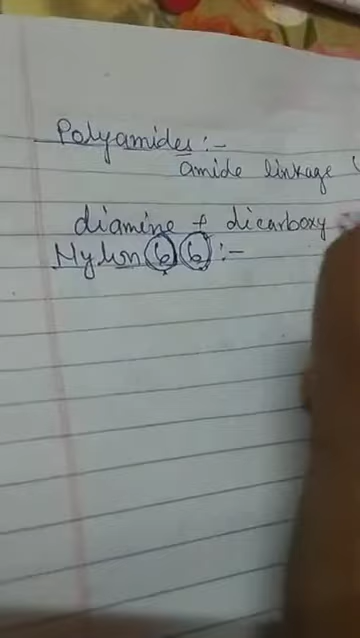 Polyamides :-
amide linkage (
diamine + dicarboxy
Nylon 6 6 :-